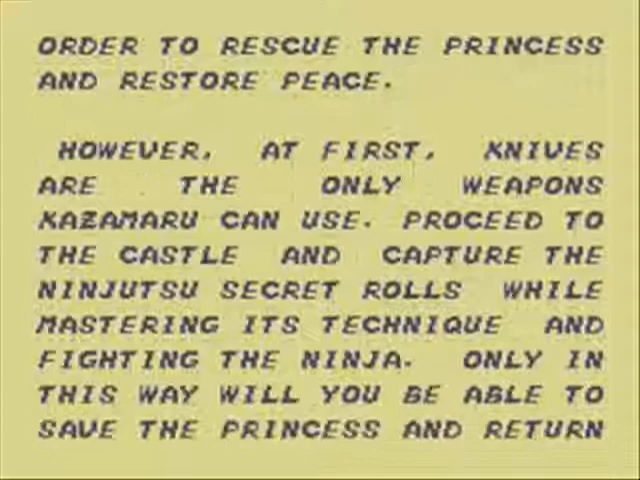 ORDER TO RESCUE THE PRINCESS
AND RESTORE PEACE.
HOWEVER, AT FIRST, KNIVES
ARE THE ONLY WEAPONS
KAZAMARU CAN USE. PROCEED TO
THE CASTLE AND CAPTURE THE
NINJUTSU SECRET ROLLS WHILE
MASTERING ITS TECHNIQUE AND
FIGHTING THE NINJA. ONLY IN
THIS WAY WILL YOU BE ABLE TO
SAVE THE PRINCESS AND RETURN